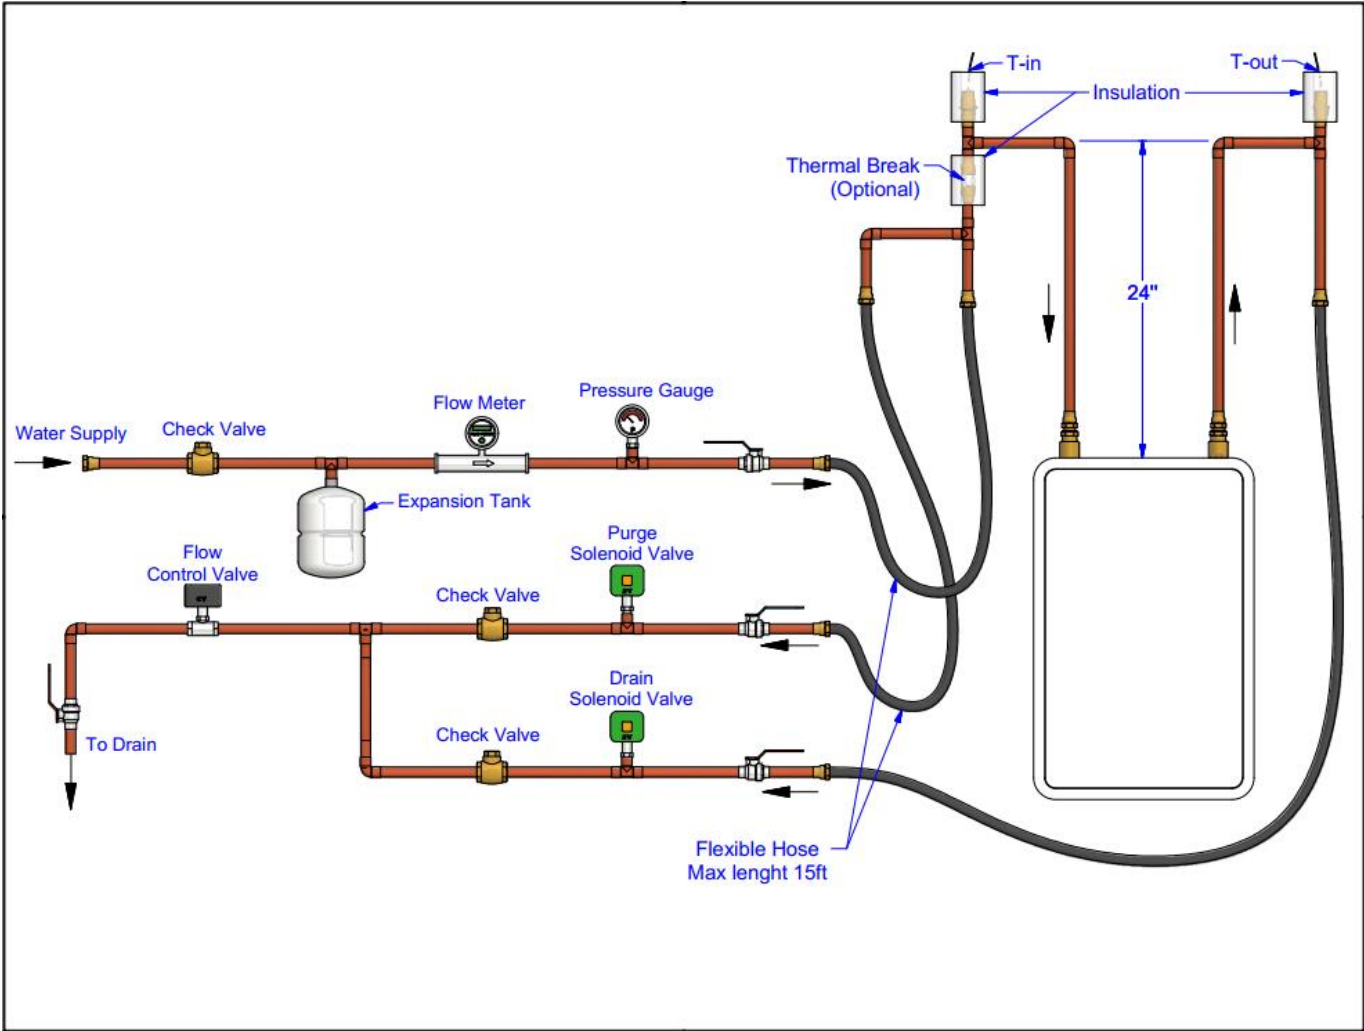 T-in
T-out
Insulation
Thermal Break
(Optional)
24"
Pressure Gauge
Flow Meter
Check Valve
Water Supply
Expansion Tank
Purge
Solenoid Valve
Flow
Control Valve
Check Valve
Drain
Solenoid Valve
Check Valve
To Drain
Flexible Hose
Max lenght 15ft